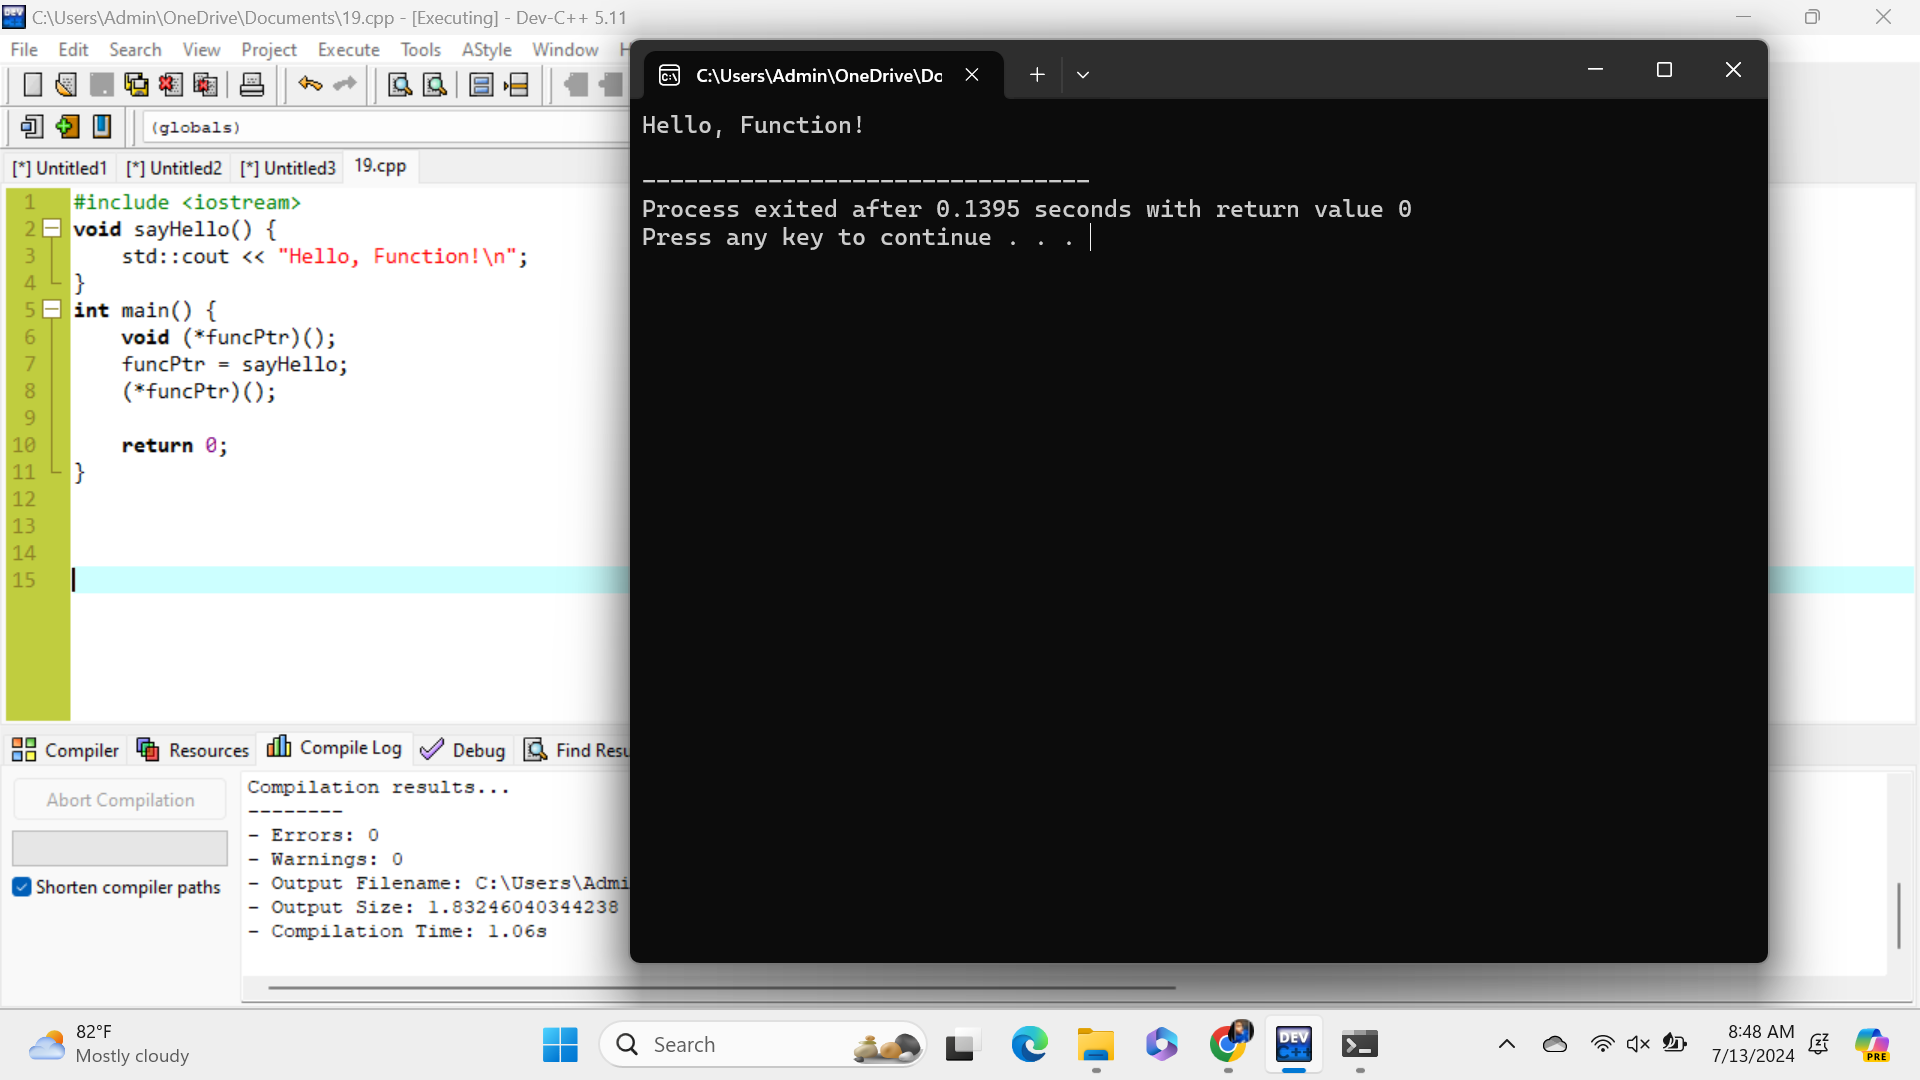 C:\Users\Admin\OneDrive\Documents\19.cpp - [Executing] - Dev-C++ 5.11
File Edit Search View Project Execute Tools AStyle Window
(globals)
[*] Untitled1 [*] Untitled2 [*] Untitled3 19.cpp
1 #include <iostream>
2 void sayHello() {
3 std::cout << "Hello, Function!\n";
4 }
5 int main() {
6 void (*funcPtr)();
7 funcPtr = sayHello;
8 (*funcPtr)();
9
10 return 0;
11 }
12
13
14
15
C:\Users\Admin\OneDrive\Do
Hello, Function!
--------------------------------
Process exited after 0.1395 seconds with return value 0
Press any key to continue . . .
Compiler Resources Compile Log Debug Find Resu
Abort Compilation
Shorten compiler paths
Compilation results...
--------
- Errors: 0
- Warnings: 0
- Output Filename: C:\Users\Admi
- Output Size: 1.83246040344238
- Compilation Time: 1.06s
82°F
Mostly cloudy
Search
DEV
C++
8:48 AM
7/13/2024
PRE